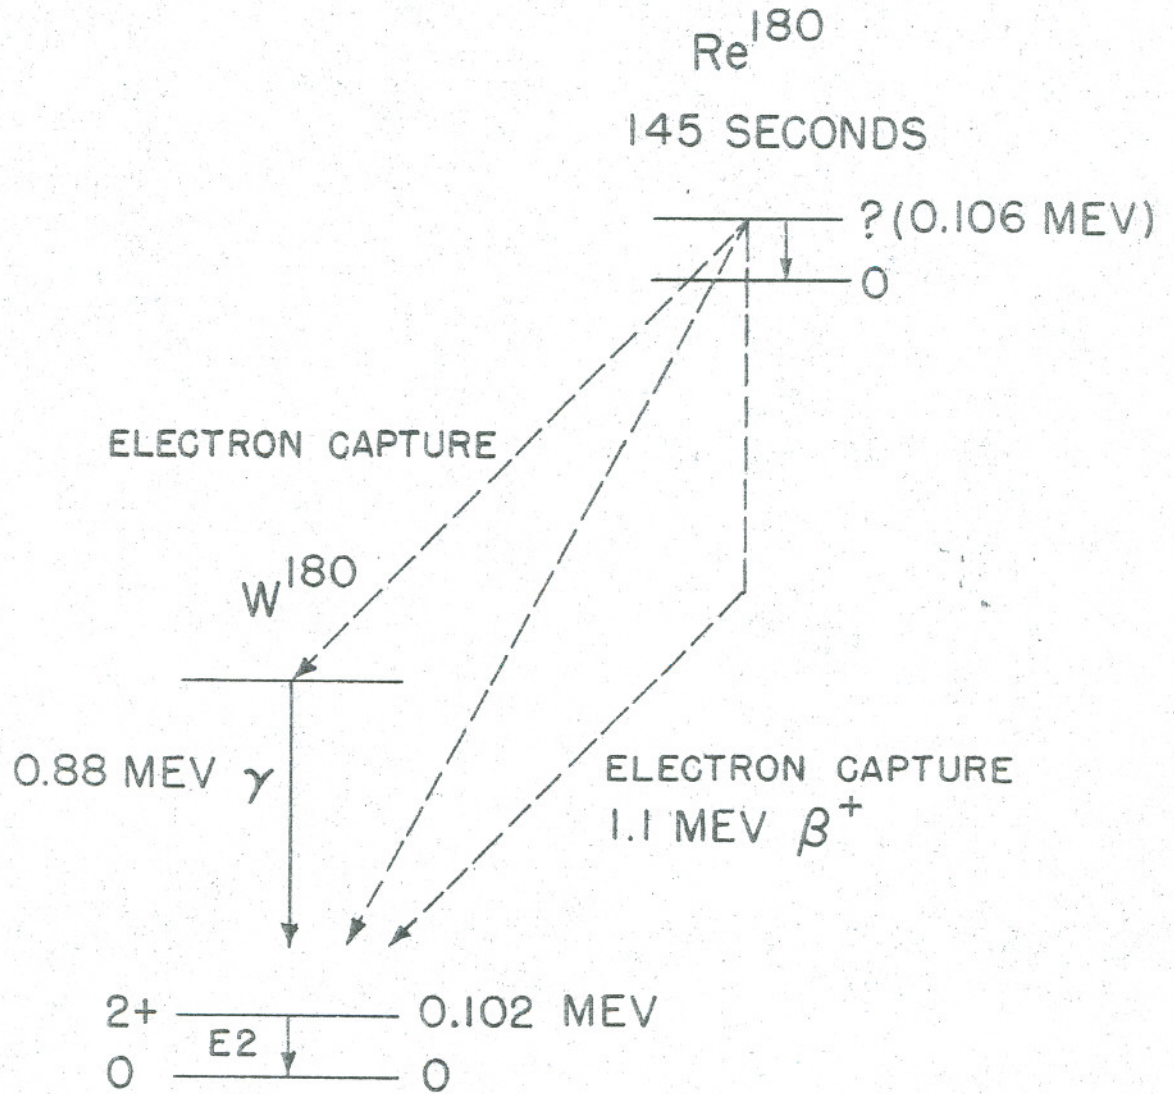 Re¹⁸⁰
145 SECONDS
? (0.106 MEV)
0
ELECTRON CAPTURE
W¹⁸⁰
0.88 MEV γ
ELECTRON CAPTURE
1.1 MEV β⁺
2+ 0.102 MEV
E2
0 0